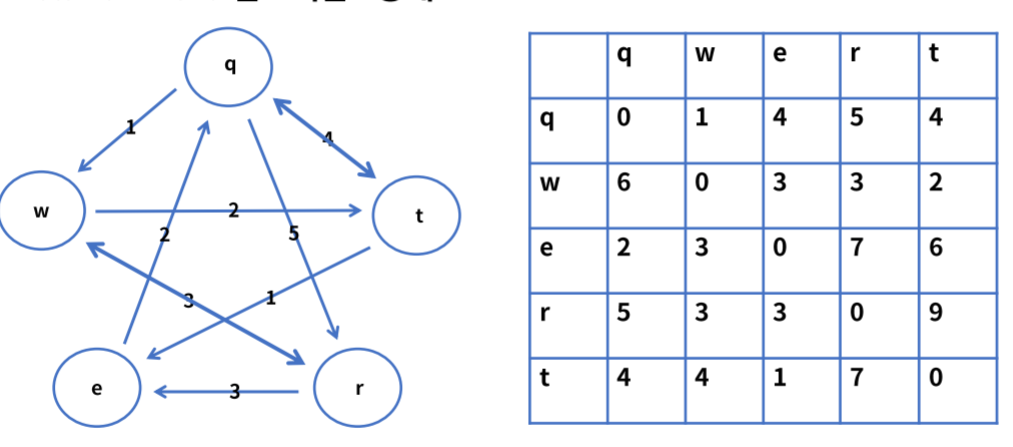 q
1
4
w
2
t
2
5
3
1
e
3
r
q w e r t
q 0 1 4 5 4
w 6 0 3 3 2
e 2 3 0 7 6
r 5 3 3 0 9
t 4 4 1 7 0